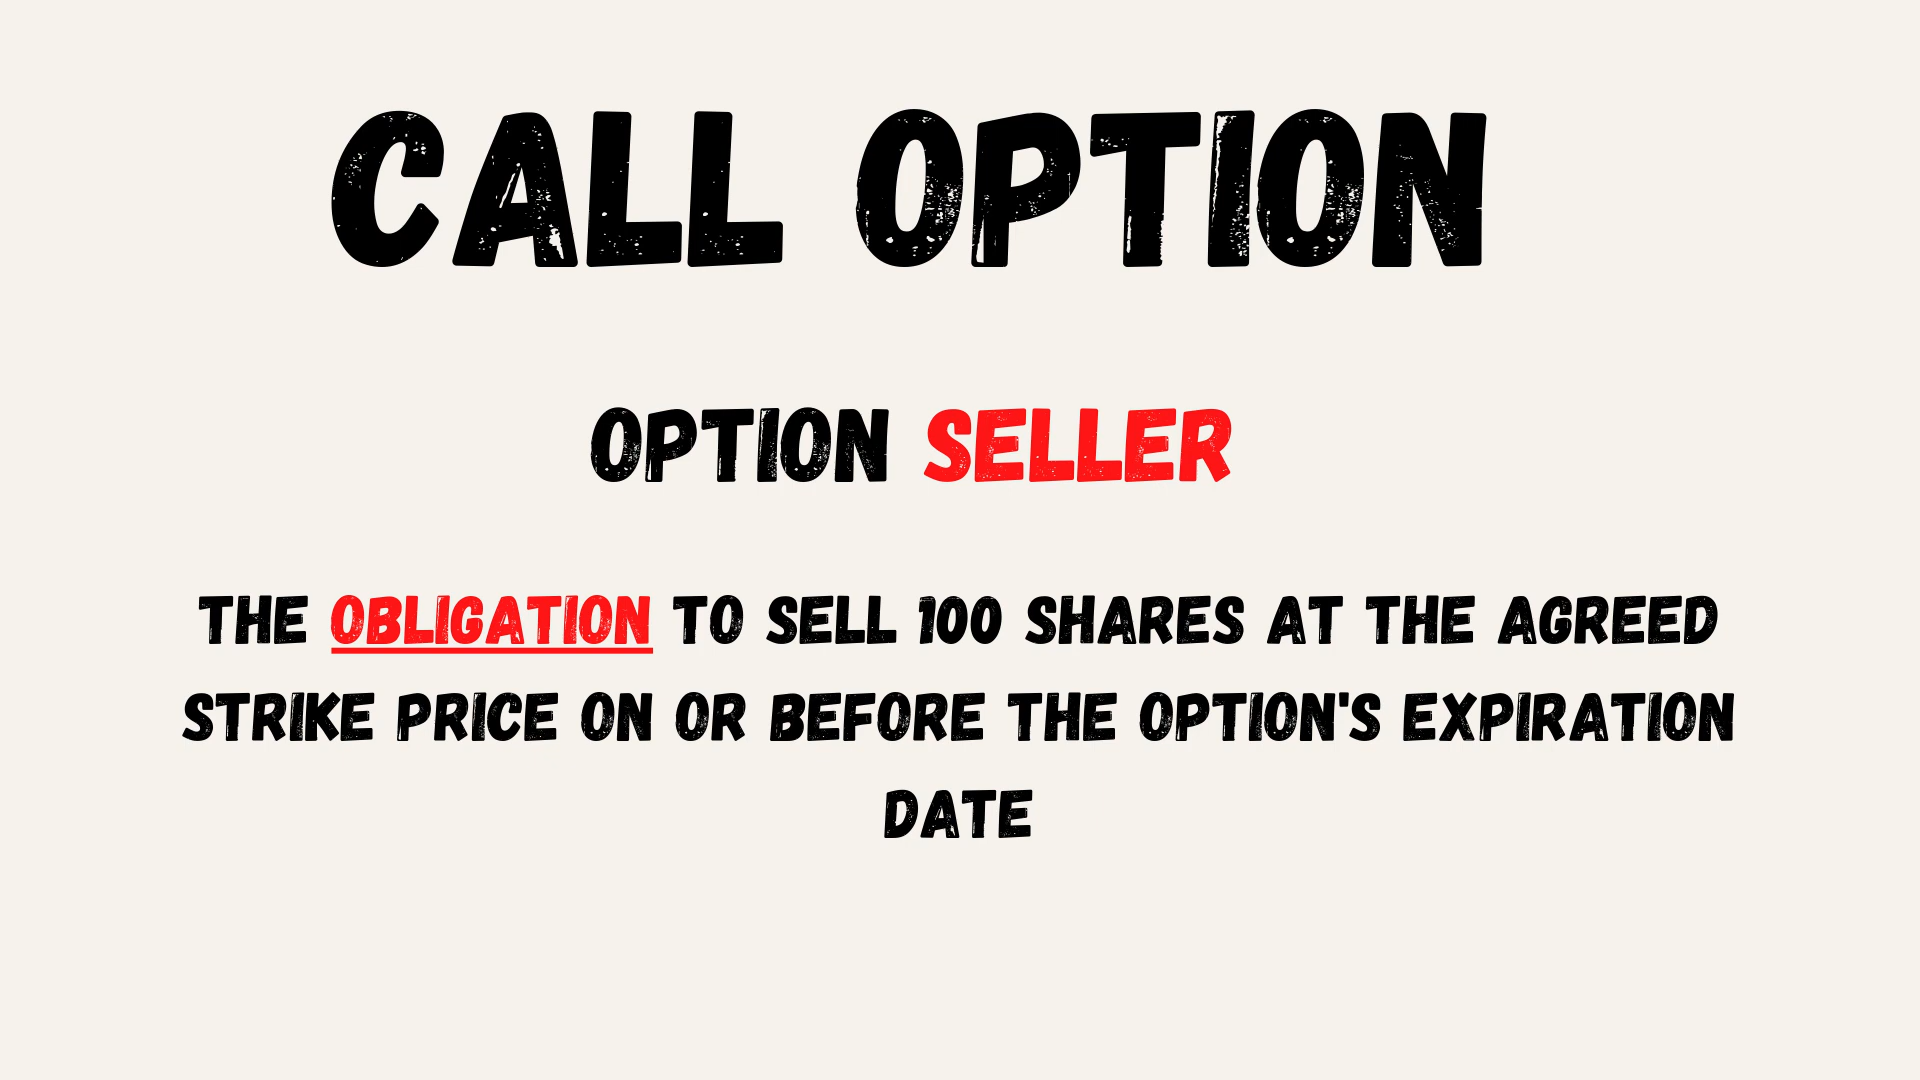 CALL OPTION
OPTION SELLER
THE OBLIGATION TO SELL 100 SHARES AT THE AGREED
STRIKE PRICE ON OR BEFORE THE OPTION'S EXPIRATION
DATE